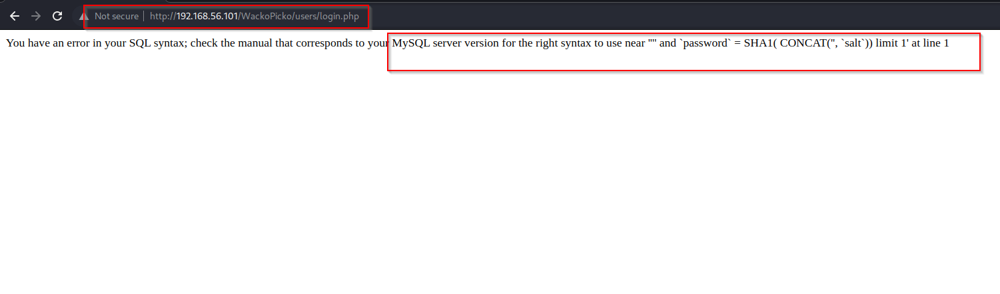 Not secure | http://192.168.56.101/WackoPicko/users/login.php
You have an error in your SQL syntax; check the manual that corresponds to your MySQL server version for the right syntax to use near '''' and `password` = SHA1( CONCAT('', `salt`)) limit 1' at line 1